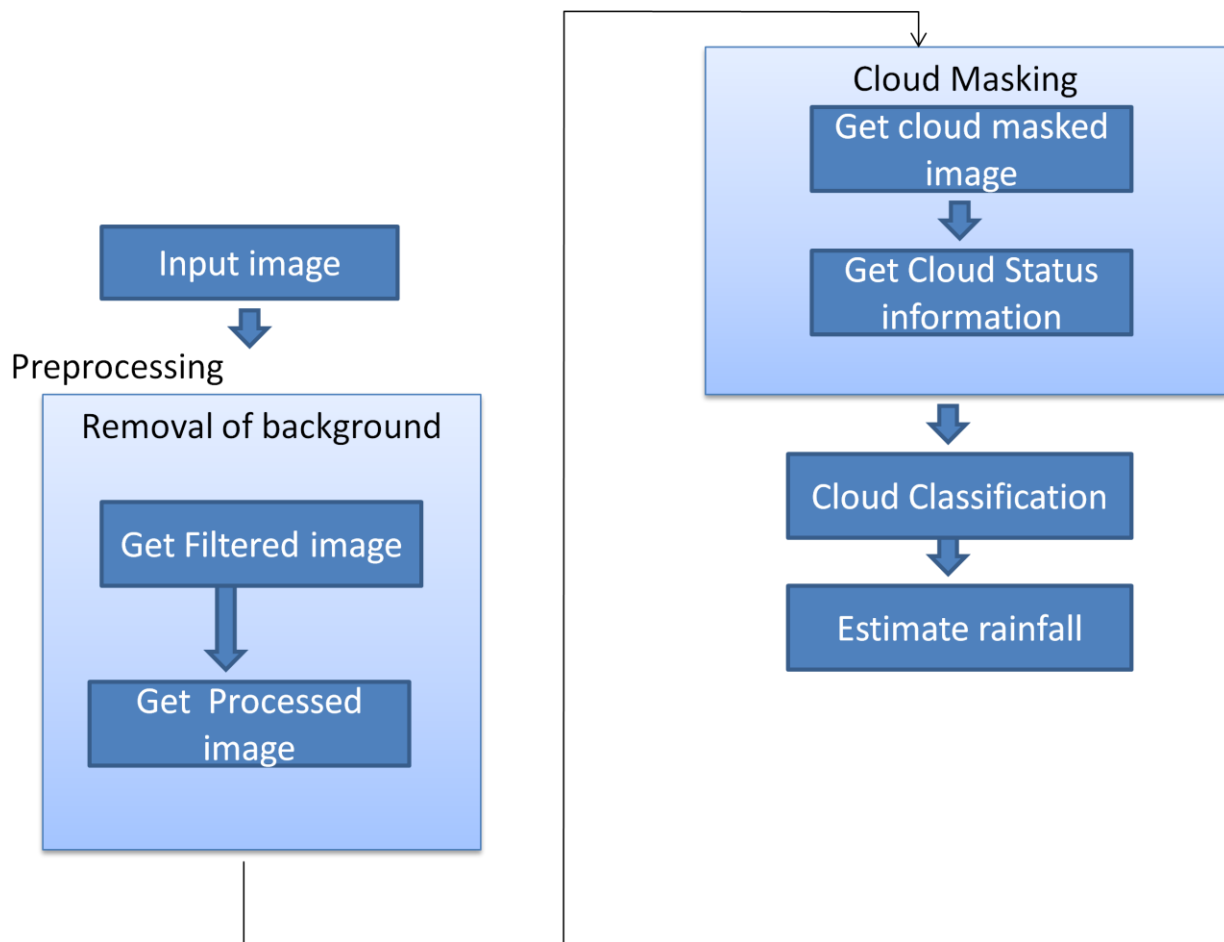 Input image
Preprocessing
Removal of background
Get Filtered image
Get  Processed
image
Cloud Masking
Get cloud masked
image
Get Cloud Status
information
Cloud Classification
Estimate rainfall